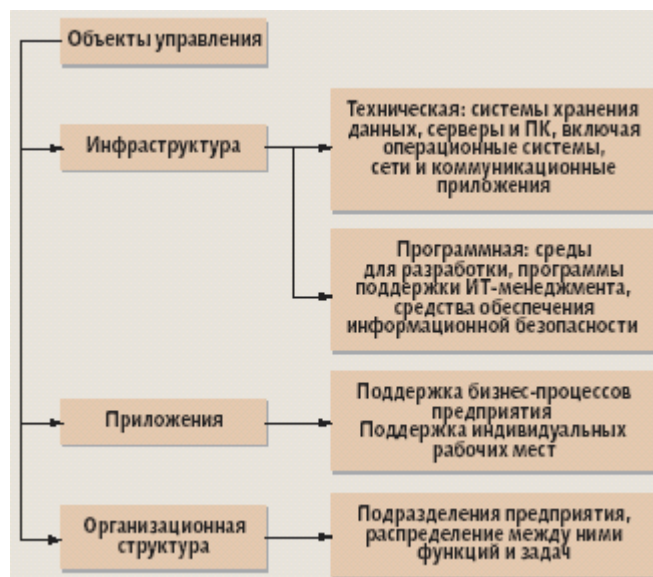 Объекты управления
Инфраструктура
Техническая: системы хранения
данных, серверы и ПК, включая
операционные системы,
сети и коммуникационные
приложения
Программная: среды
для разработки, программы
поддержки ИТ-менеджмента,
средства обеспечения
информационной безопасности
Приложения
Поддержка бизнес-процессов
предприятия
Поддержка индивидуальных
рабочих мест
Организационная
структура
Подразделения предприятия,
распределение между ними
функций и задач